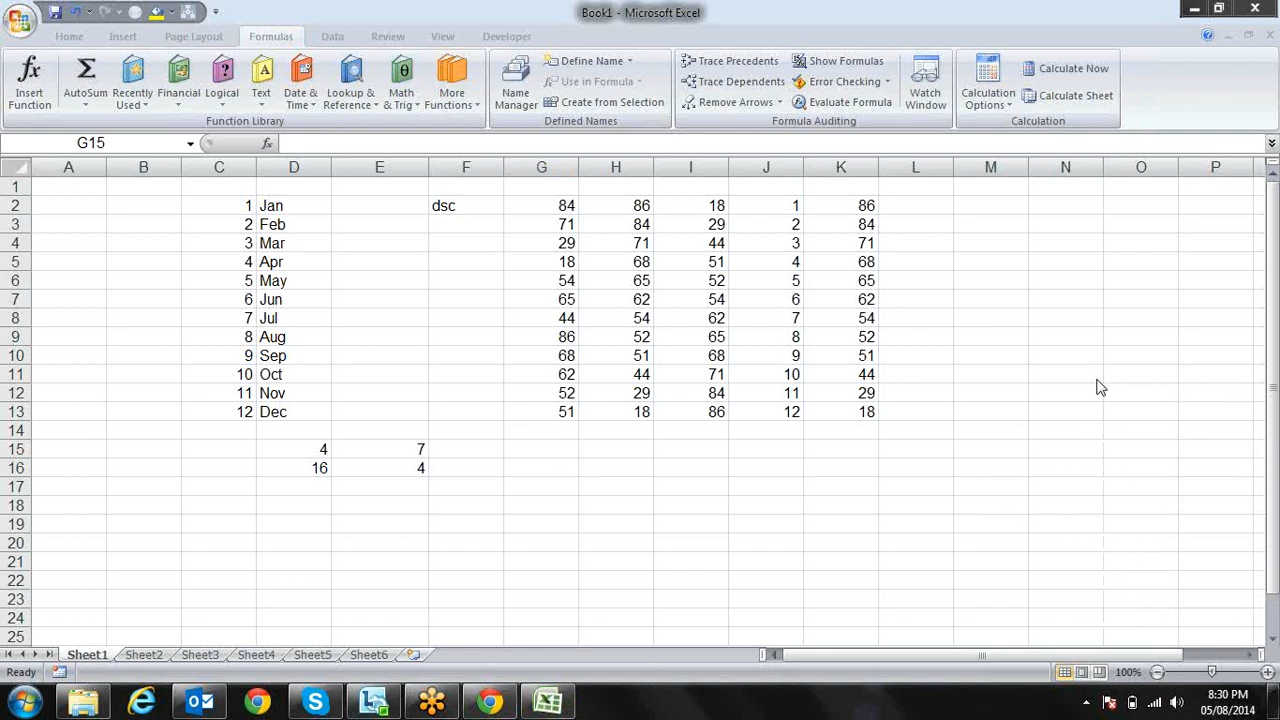 Book1 - Microsoft Excel
Home Insert Page Layout Formulas Data Review View Developer
Insert Function
AutoSum
Recently Used
Financial
Logical
Text
Date & Time
Lookup & Reference
Math & Trig
More Functions
Function Library
Name Manager
Define Name
Use in Formula
Create from Selection
Defined Names
Trace Precedents
Trace Dependents
Remove Arrows
Show Formulas
Error Checking
Evaluate Formula
Formula Auditing
Watch Window
Calculation Options
Calculate Now
Calculate Sheet
Calculation
G15 fx
A B C D E F G H I J K L M N O P
1
2 1 Jan dsc 84 86 18 1 86
3 2 Feb 71 84 29 2 84
4 3 Mar 29 71 44 3 71
5 4 Apr 18 68 51 4 68
6 5 May 54 65 52 5 65
7 6 Jun 65 62 54 6 62
8 7 Jul 44 54 62 7 54
9 8 Aug 86 52 65 8 52
10 9 Sep 68 51 68 9 51
11 10 Oct 62 44 71 10 44
12 11 Nov 52 29 84 11 29
13 12 Dec 51 18 86 12 18
14
15 4 7
16 16 4
17
18
19
20
21
22
23
24
25
Sheet1 Sheet2 Sheet3 Sheet4 Sheet5 Sheet6
Ready 100%
8:30 PM
05/08/2014